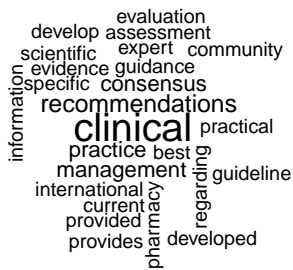 evaluation
develop assessment
scientific expert community
evidence guidance
specific consensus
information
recommendations
clinical practical
practice best
management regarding guideline
international
current
provided pharmacy
provides developed